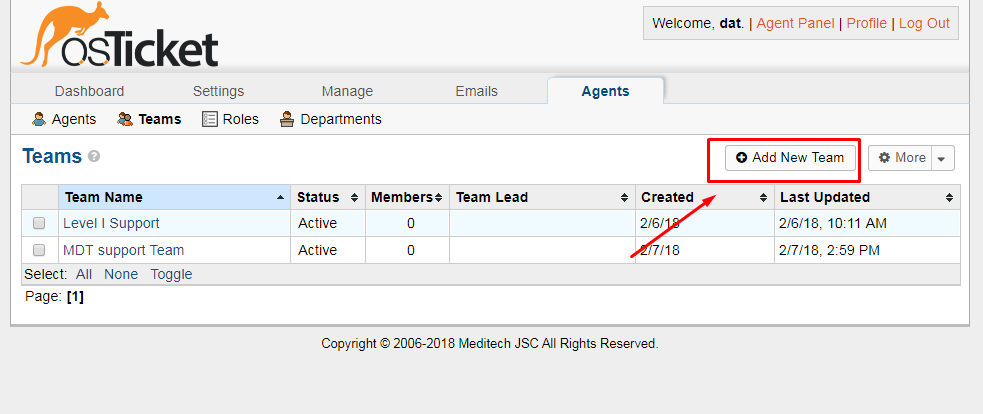 osTicket
Welcome, dat. | Agent Panel | Profile | Log Out
Dashboard Settings Manage Emails Agents
Agents Teams Roles Departments
Teams ? Add New Team More
Team Name Status Members Team Lead Created Last Updated
Level I Support Active 0 2/6/18 2/6/18, 10:11 AM
MDT support Team Active 0 2/7/18 2/7/18, 2:59 PM
Select: All None Toggle
Page: [1]
Copyright © 2006-2018 Meditech JSC All Rights Reserved.